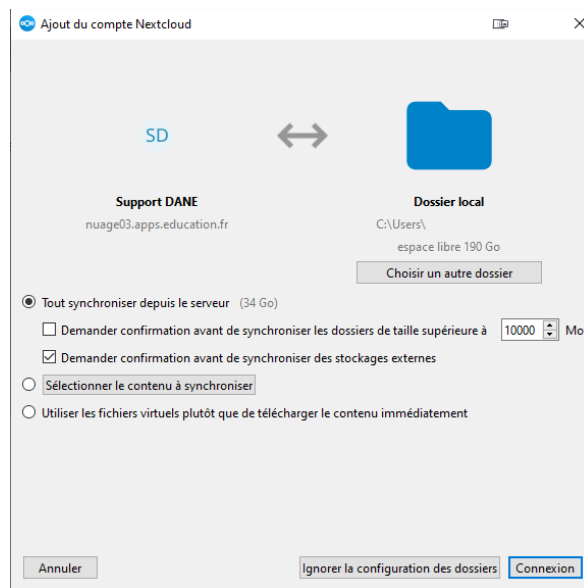 Ajout du compte Nextcloud
SD
Support DANE
nuage03.apps.education.fr
Dossier local
C:\Users\
espace libre 190 Go
Choisir un autre dossier
Tout synchroniser depuis le serveur (34 Go)
Demander confirmation avant de synchroniser les dossiers de taille supérieure à 10000 Mo
Demander confirmation avant de synchroniser des stockages externes
Sélectionner le contenu à synchroniser
Utiliser les fichiers virtuels plutôt que de télécharger le contenu immédiatement
Annuler Ignorer la configuration des dossiers Connexion